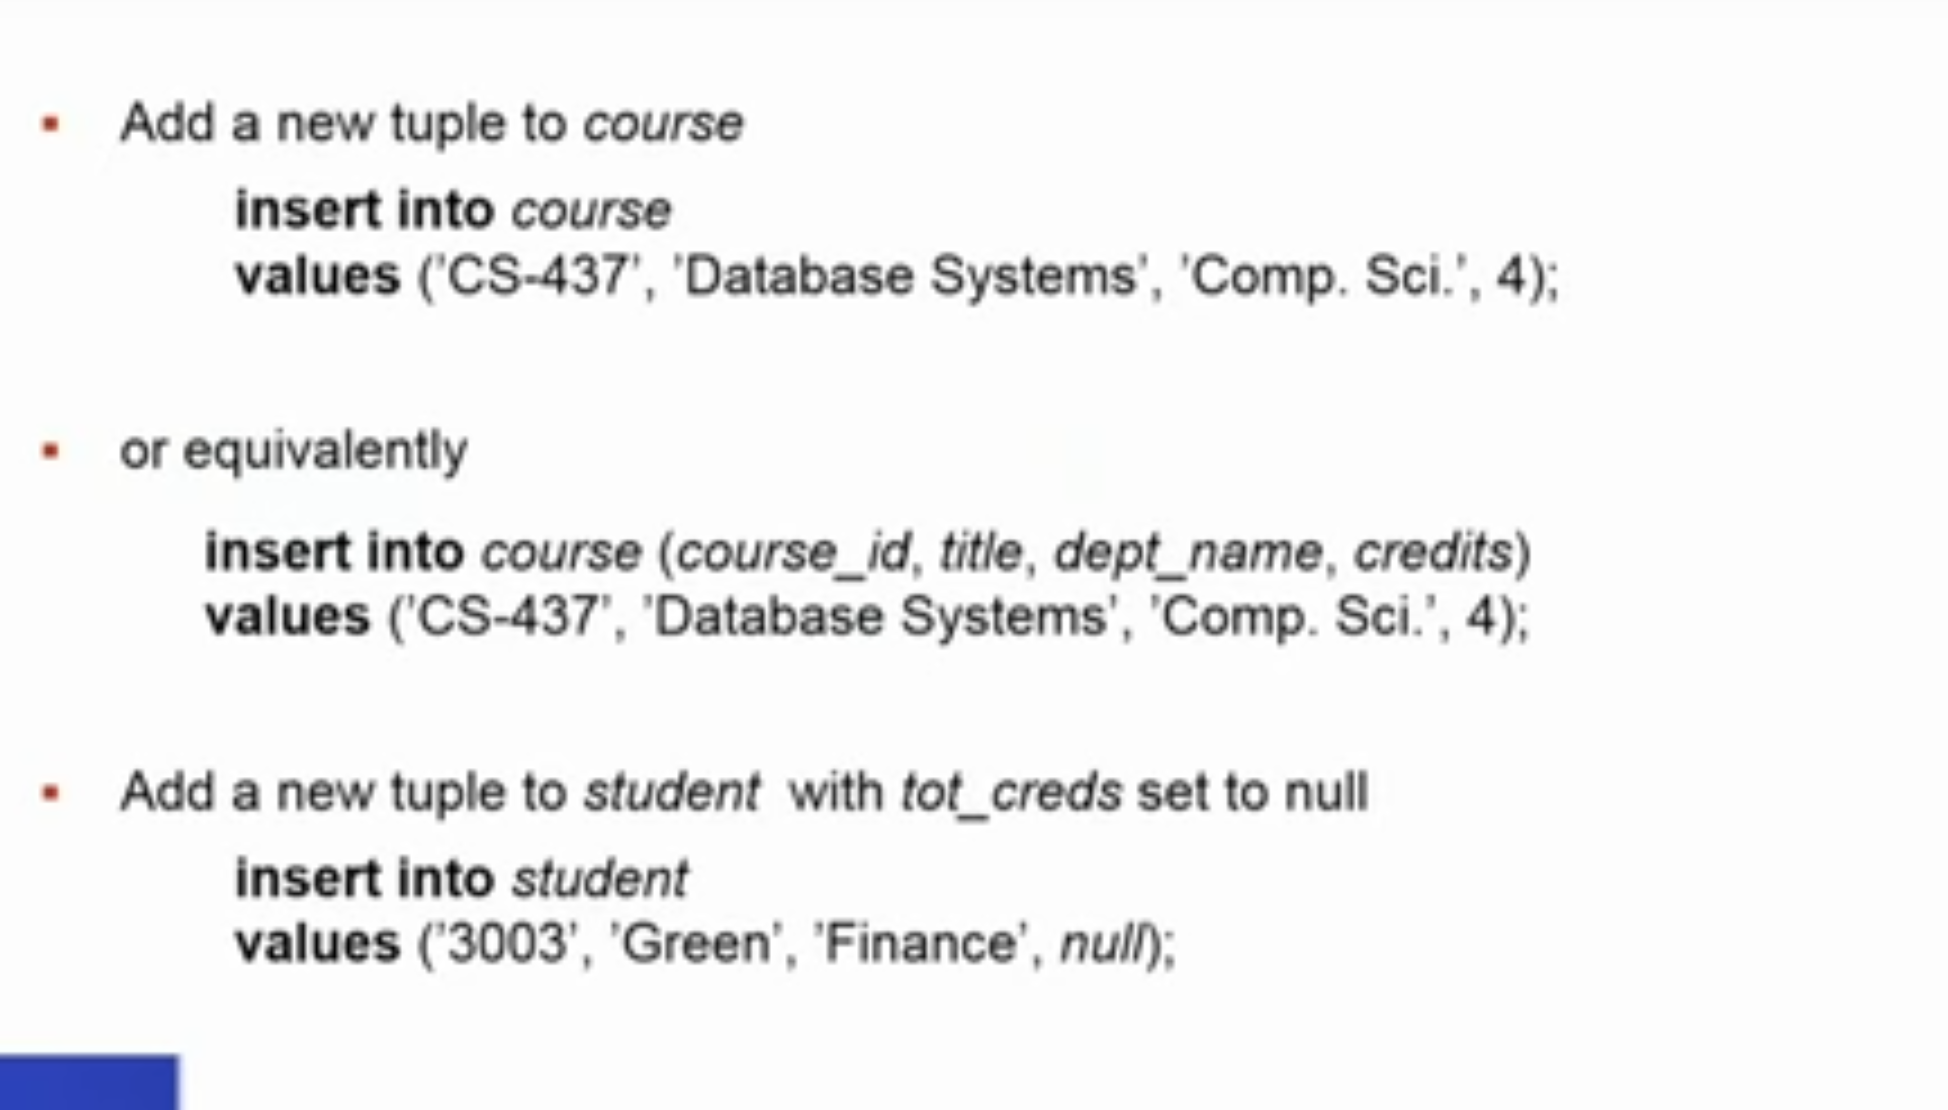 Add a new tuple to course
insert into course
values (’CS-437’, ’Database Systems’, ’Comp. Sci.’, 4);
or equivalently
insert into course (course_id, title, dept_name, credits)
values (’CS-437’, ’Database Systems’, ’Comp. Sci.’, 4);
Add a new tuple to student with tot_creds set to null
insert into student
values (’3003’, ’Green’, ’Finance’, null);